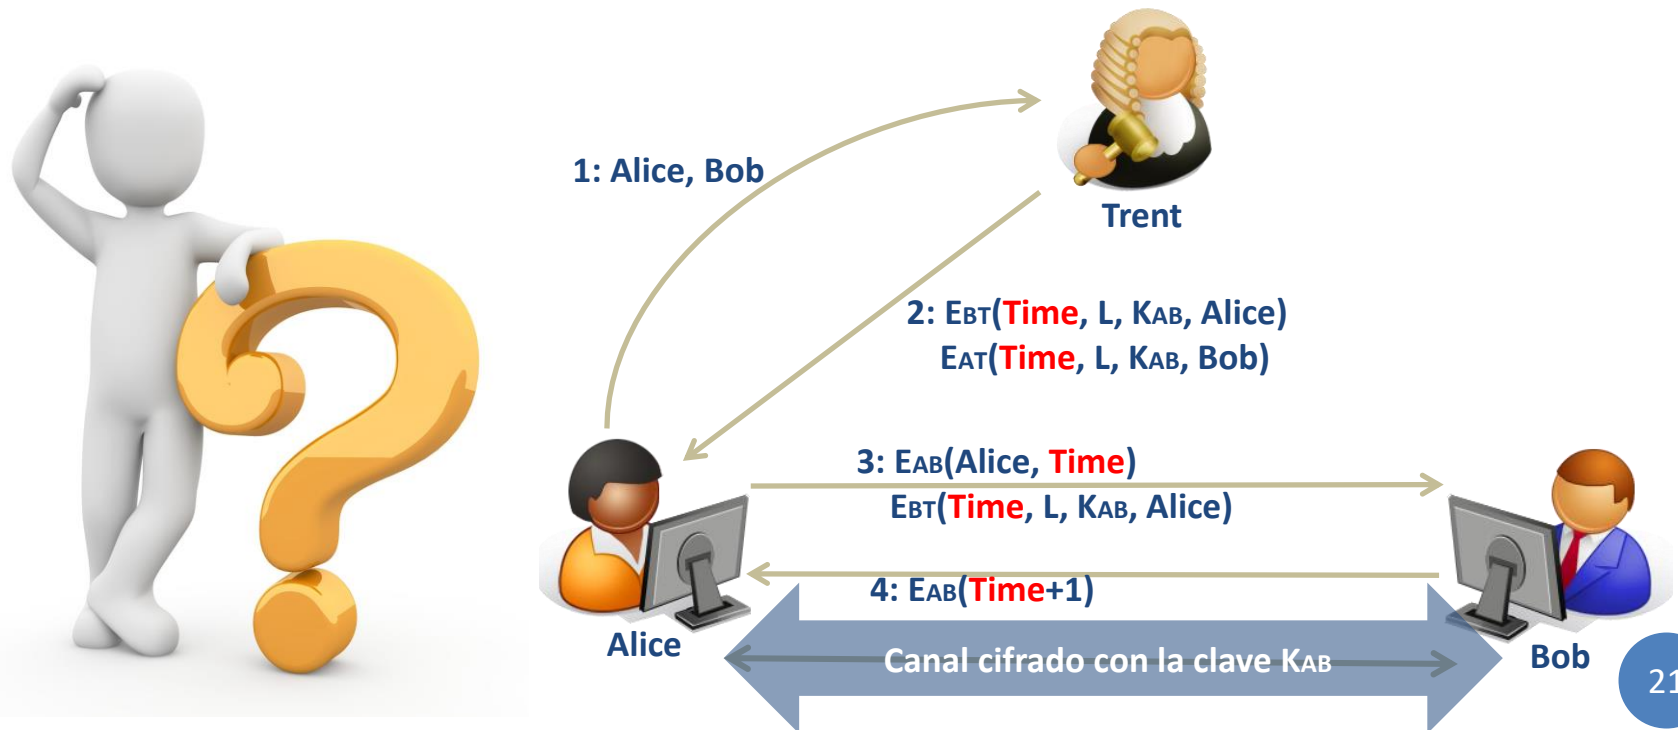 1: Alice, Bob
Trent
2: EBT(Time, L, KAB, Alice)
EAT(Time, L, KAB, Bob)
3: EAB(Alice, Time)
EBT(Time, L, KAB, Alice)
4: EAB(Time+1)
Alice
Canal cifrado con la clave KAB
Bob
21